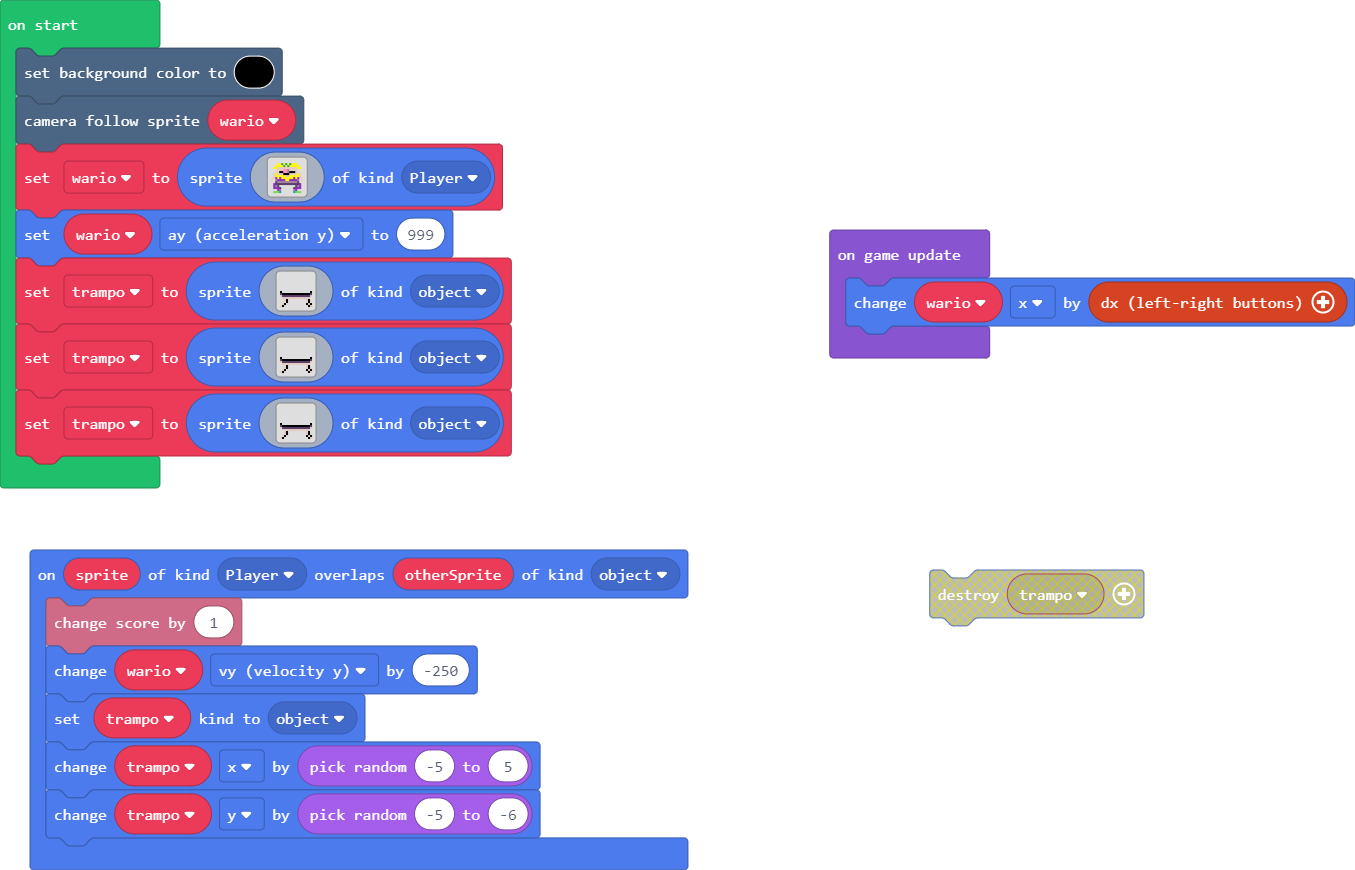 on start
set background color to
camera follow sprite wario
set wario to sprite of kind Player
set wario ay (acceleration y) to 999
set trampo to sprite of kind object
set trampo to sprite of kind object
set trampo to sprite of kind object
on game update
change wario x by dx (left-right buttons)
on sprite of kind Player overlaps otherSprite of kind object
change score by 1
change wario vy (velocity y) by -250
set trampo kind to object
change trampo x by pick random -5 to 5
change trampo y by pick random -5 to -6
destroy trampo